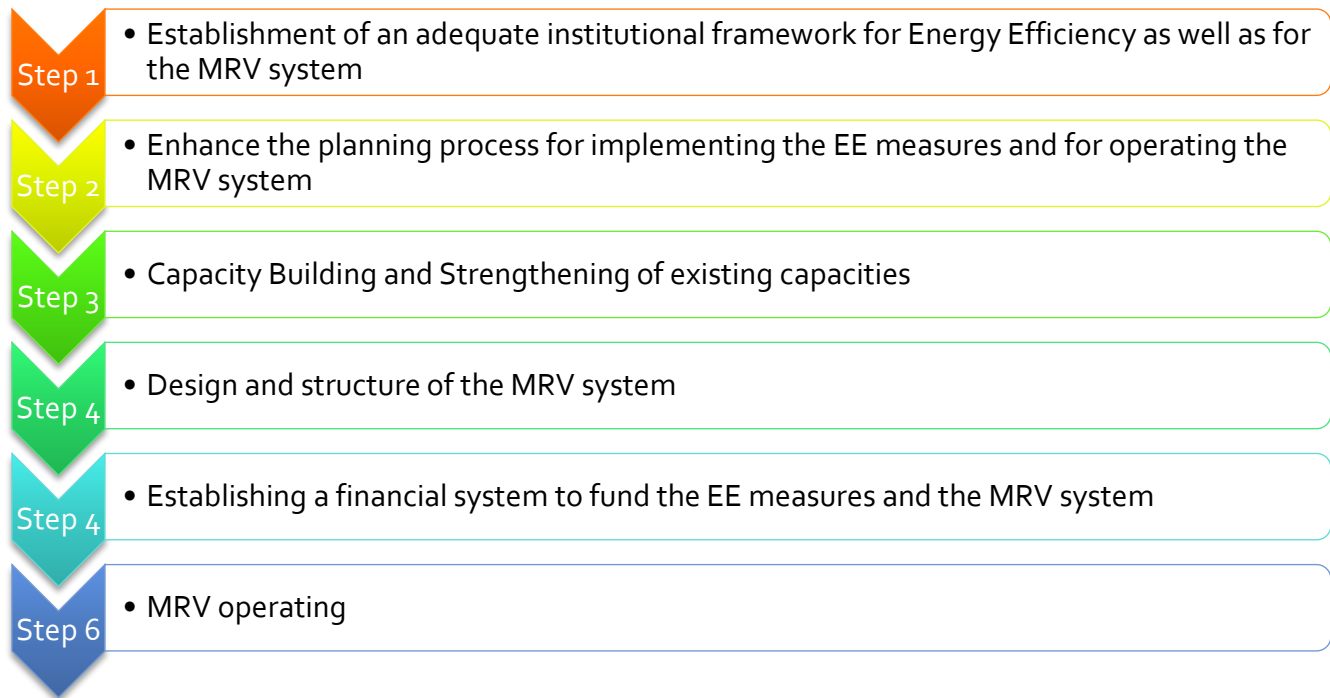 Step 1
• Establishment of an adequate institutional framework for Energy Efficiency as well as for
the MRV system
Step 2
• Enhance the planning process for implementing the EE measures and for operating the
MRV system
Step 3
• Capacity Building and Strengthening of existing capacities
Step 4
• Design and structure of the MRV system
Step 4
• Establishing a financial system to fund the EE measures and the MRV system
Step 6
• MRV operating